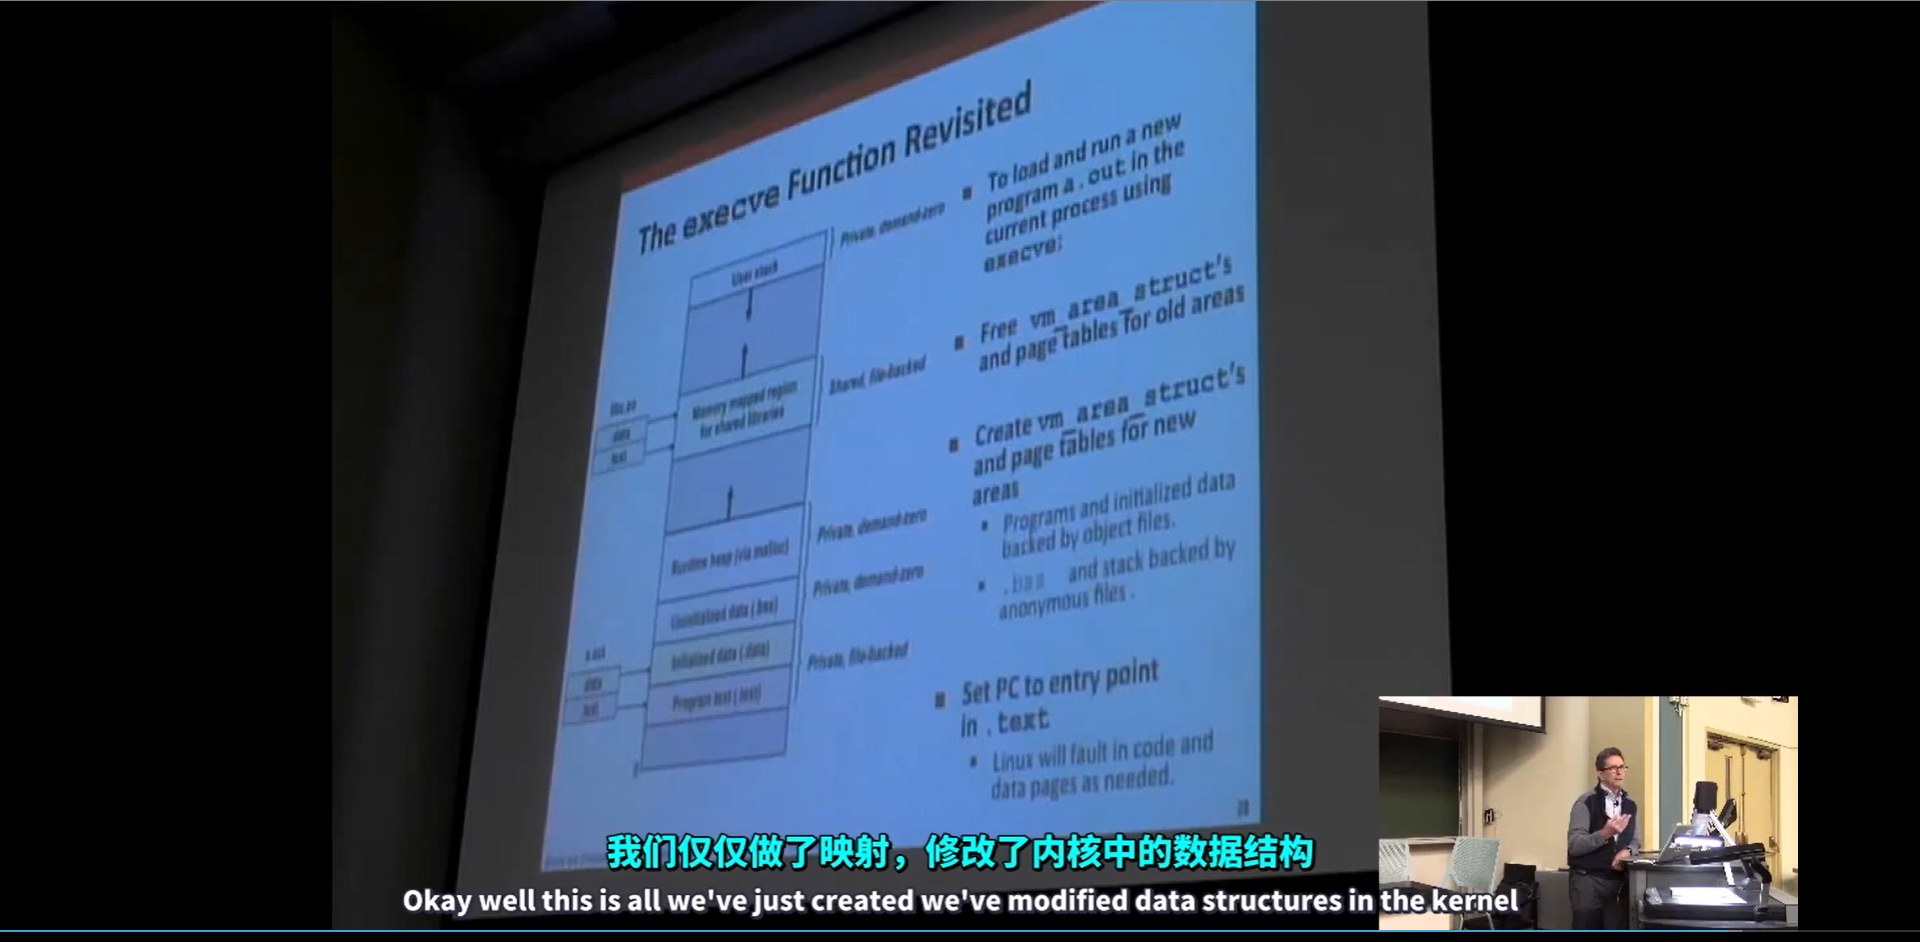 The execve Function Revisited
User stack
Memory mapped region
for shared libraries
Runtime heap (via malloc)
Uninitialized data (.bss)
Initialized data (.data)
Program text (.text)
libc.so
.data
.text
a.out
.data
.text
Private, demand-zero
Shared, file-backed
Private, demand-zero
Private, demand-zero
Private, file-backed
■ To load and run a new
program a.out in the
current process using
execve:
■ Free vm_area_struct's
and page tables for old areas
■ Create vm_area_struct's
and page tables for new
areas
▪ Programs and initialized data
backed by object files.
▪ .bss and stack backed by
anonymous files .
■ Set PC to entry point
in .text
▪ Linux will fault in code and
data pages as needed.
我们仅仅做了映射，修改了内核中的数据结构
Okay well this is all we've just created we've modified data structures in the kernel